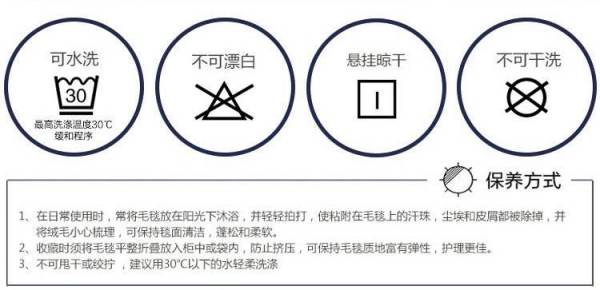 可水洗
30
最高洗涤温度30℃
缓和程序
不可漂白
悬挂晾干
不可干洗
保养方式
1、在日常使用时，常将毛毯放在阳光下沐浴，并轻轻拍打，使粘附在毛毯上的汗珠，尘埃和皮屑都被除掉，并
将绒毛小心梳理，可保持毯面清洁，蓬松和柔软。
2、收藏时须将毛毯平整折叠放入柜中或袋内，防止挤压，可保持毛毯质地富有弹性，护理更佳。
3、不可甩干或绞拧，建议用30℃以下的水轻柔洗涤